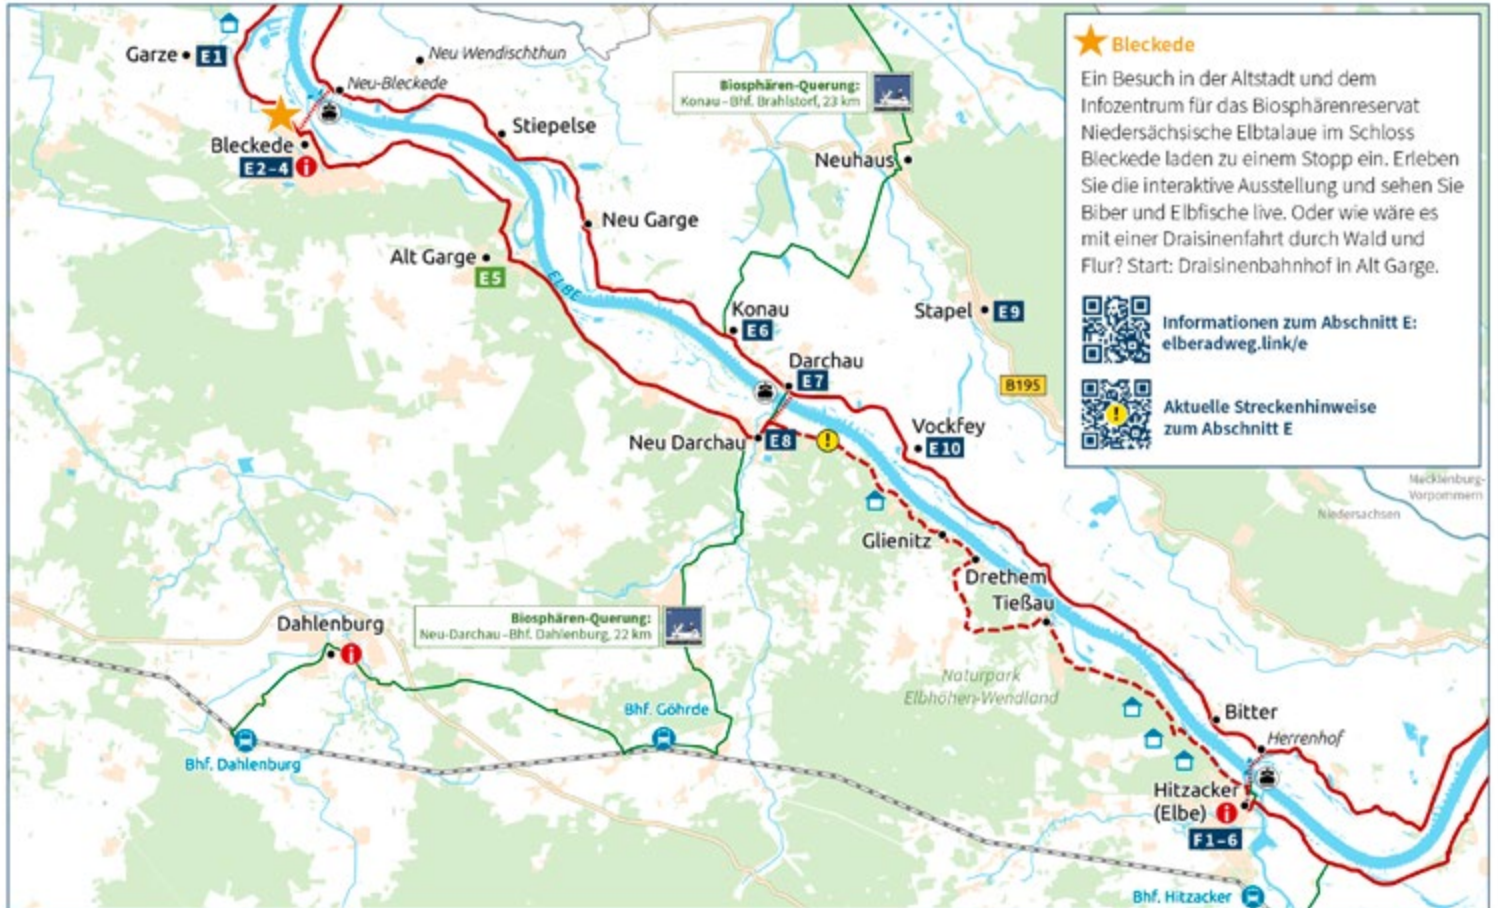 Garze
E1
Neu Wendischthun
Neu-Bleckede
Bleckede
E2-4
Stiepelse
Biosphären-Querung:
Konau–Bhf. Brahlstorf, 23 km
Neuhaus
Neu Garge
Alt Garge
E5
ELBE
Konau
E6
Stapel
E9
Darchau
E7
B195
Neu Darchau
E8
!
Vockfey
E10
Glienitz
Drethem
Tießau
Dahlenburg
Biosphären-Querung:
Neu-Darchau–Bhf. Dahlenburg, 22 km
Naturpark
Elbhöhen-Wendland
Bhf. Göhrde
Bhf. Dahlenburg
Bitter
Herrenhof
Hitzacker
(Elbe)
F1-6
Bhf. Hitzacker
Mecklenburg-
Vorpommern
Niedersachsen
Bleckede
Ein Besuch in der Altstadt und dem
Infozentrum für das Biosphärenreservat
Niedersächsische Elbtalaue im Schloss
Bleckede laden zu einem Stopp ein. Erleben
Sie die interaktive Ausstellung und sehen Sie
Biber und Elbfische live. Oder wie wäre es
mit einer Draisinenfahrt durch Wald und
Flur? Start: Draisinenbahnhof in Alt Garge.
Informationen zum Abschnitt E:
elberadweg.link/e
!
Aktuelle Streckenhinweise
zum Abschnitt E